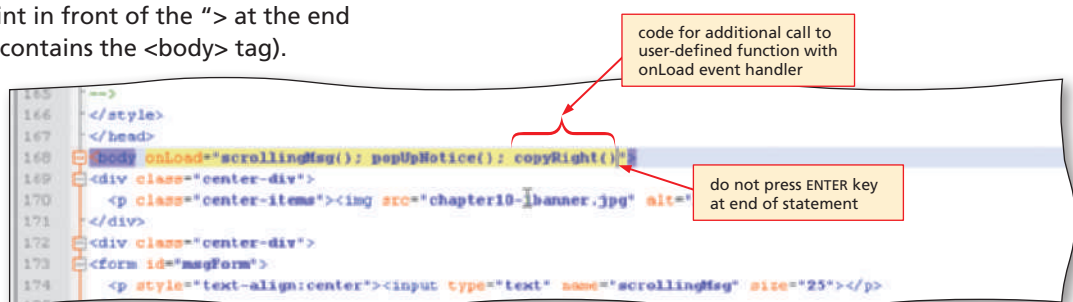 int in front of the "> at the end
contains the <body> tag).
code for additional call to
user-defined function with
onLoad event handler
165 -->
166 </style>
167 </head>
168 <body onLoad="scrollingMsg(); popUpNotice(); copyRight()">
169 <div class="center-div">
170 <p class="center-items"><img src="chapter10-1banner.jpg" alt="
do not press ENTER key
at end of statement
171 </div>
172 <div class="center-div">
173 <form id="msgForm">
174 <p style="text-align:center"><input type="text" name="scrollingMsg" size="25"></p>